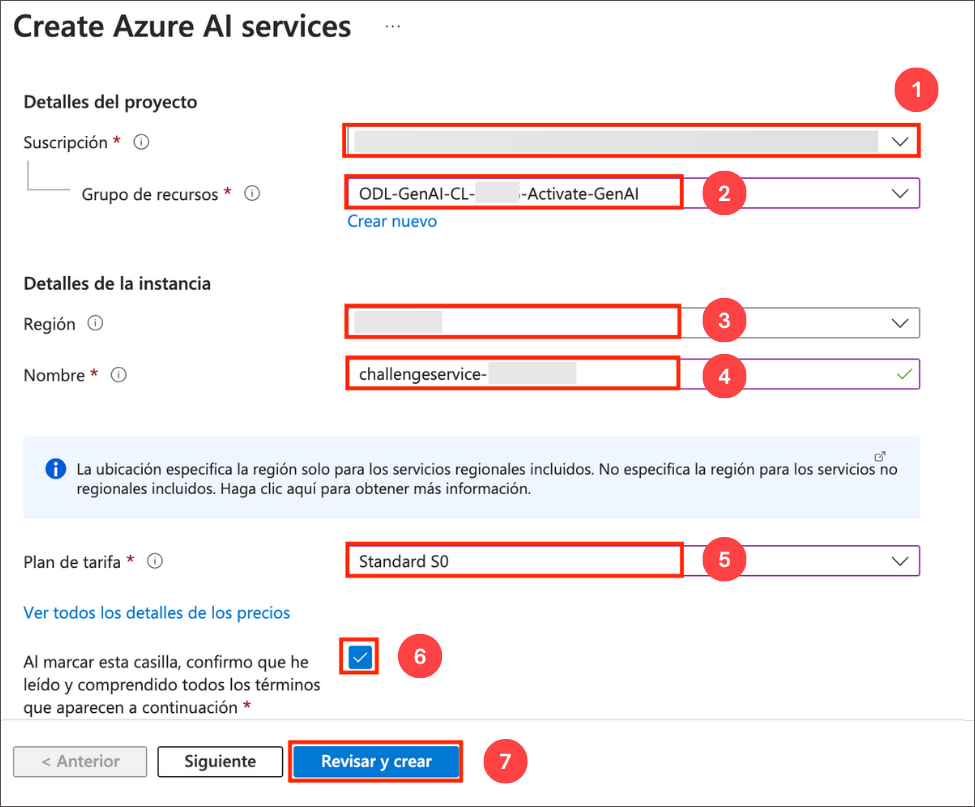 Create Azure AI services ...
1
Detalles del proyecto
Suscripción *
Grupo de recursos *
ODL-GenAI-CL- -Activate-GenAI
2
Crear nuevo
Detalles de la instancia
Región
3
Nombre *
challengeservice-
4
La ubicación especifica la región solo para los servicios regionales incluidos. No especifica la región para los servicios no
regionales incluidos. Haga clic aquí para obtener más información.
Plan de tarifa *
Standard S0
5
Ver todos los detalles de los precios
Al marcar esta casilla, confirmo que he
leído y comprendido todos los términos
que aparecen a continuación *
6
< Anterior
Siguiente
Revisar y crear
7